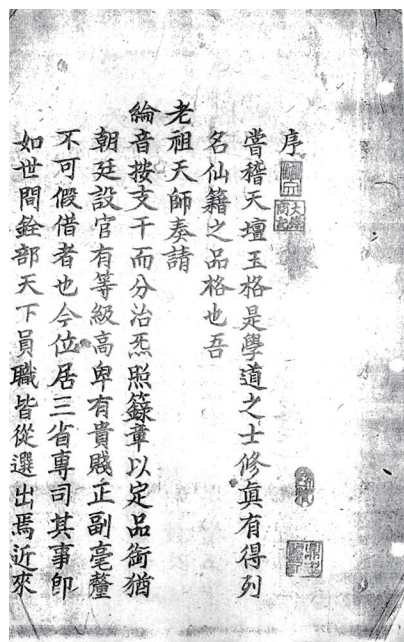 序
嘗稽天壇玉格是學道之士修真有得列
名仙籍之品格也吾
老祖天師奏請
綸音按支干而分治炁照籙章以定品銜猶
朝廷設官有等級高卑有貴賤正副毫釐
不可假借者也今位居三省專司其事即
如世間銓部天下員職皆從選出焉近來